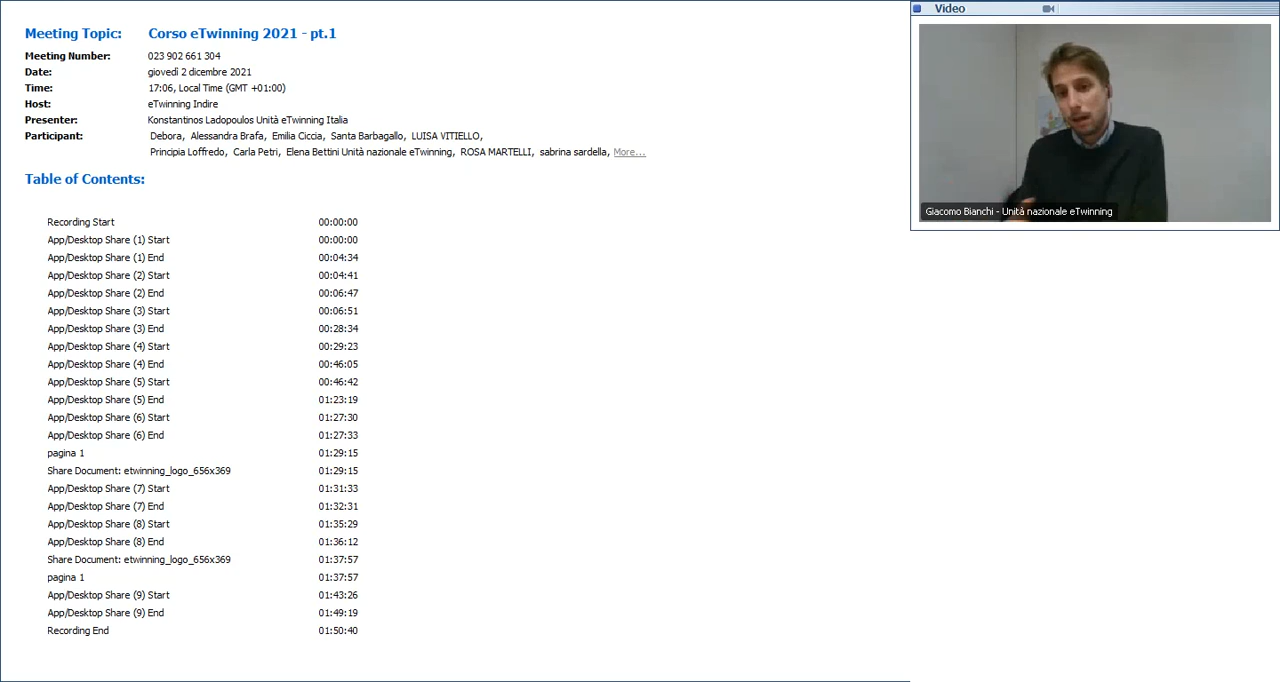 Meeting Topic: Corso eTwinning 2021 - pt.1
Meeting Number: 023 902 661 304
Date: giovedì 2 dicembre 2021
Time: 17:06, Local Time (GMT +01:00)
Host: eTwinning Indire
Presenter: Konstantinos Ladopoulos Unità eTwinning Italia
Participant: Debora, Alessandra Brafa, Emilia Ciccia, Santa Barbagallo, LUISA VITIELLO,
Principia Loffredo, Carla Petri, Elena Bettini Unità nazionale eTwinning, ROSA MARTELLI, sabrina sardella, More...
Table of Contents:
Recording Start 00:00:00
App/Desktop Share (1) Start 00:00:00
App/Desktop Share (1) End 00:04:34
App/Desktop Share (2) Start 00:04:41
App/Desktop Share (2) End 00:06:47
App/Desktop Share (3) Start 00:06:51
App/Desktop Share (3) End 00:28:34
App/Desktop Share (4) Start 00:29:23
App/Desktop Share (4) End 00:46:05
App/Desktop Share (5) Start 00:46:42
App/Desktop Share (5) End 01:23:19
App/Desktop Share (6) Start 01:27:30
App/Desktop Share (6) End 01:27:33
pagina 1 01:29:15
Share Document: etwinning_logo_656x369 01:29:15
App/Desktop Share (7) Start 01:31:33
App/Desktop Share (7) End 01:32:31
App/Desktop Share (8) Start 01:35:29
App/Desktop Share (8) End 01:36:12
Share Document: etwinning_logo_656x369 01:37:57
pagina 1 01:37:57
App/Desktop Share (9) Start 01:43:26
App/Desktop Share (9) End 01:49:19
Recording End 01:50:40
Video
Giacomo Bianchi - Unità nazionale eTwinning